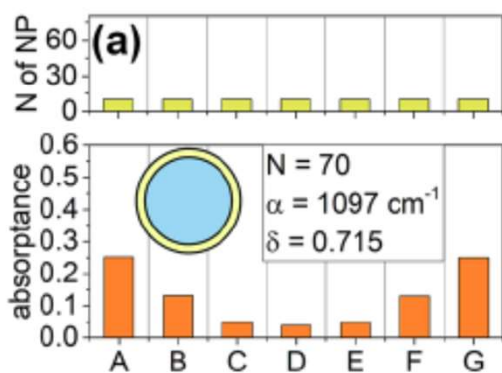 (a)
N of NP
60
30
0
absorptance
0.6
0.5
0.4
0.3
0.2
0.1
0.0
N = 70
α = 1097 cm⁻¹
δ = 0.715
A B C D E F G